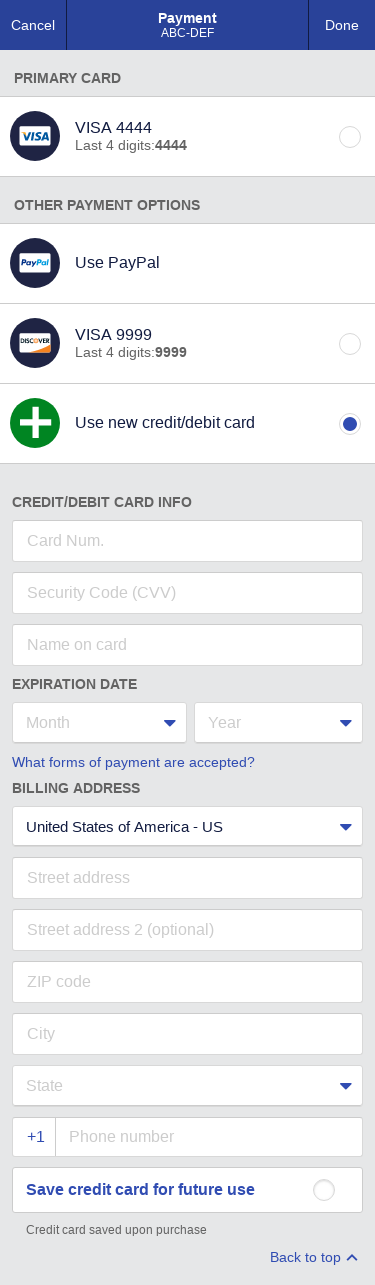 Cancel
Payment
ABC-DEF
Done
PRIMARY CARD
VISA
VISA 4444
Last 4 digits:4444
OTHER PAYMENT OPTIONS
PayPal
Use PayPal
DISCOVER
VISA 9999
Last 4 digits:9999
Use new credit/debit card
CREDIT/DEBIT CARD INFO
Card Num.
Security Code (CVV)
Name on card
EXPIRATION DATE
Month
Year
What forms of payment are accepted?
BILLING ADDRESS
United States of America - US
Street address
Street address 2 (optional)
ZIP code
City
State
+1
Phone number
Save credit card for future use
Credit card saved upon purchase
Back to top